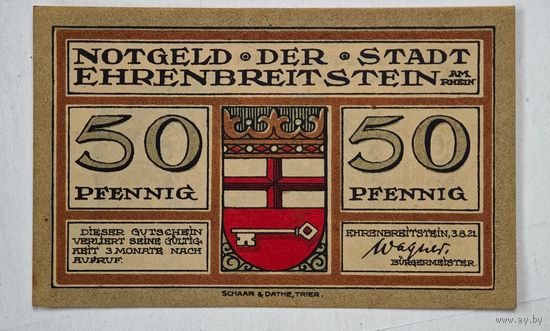 NOTGELD · DER · STADT
EHRENBREITSTEIN AM RHEIN
50
PFENNIG
50
PFENNIG
DIESER GUTSCHEIN
VERLIERT SEINE GÜLTIG-
KEIT 3 MONATE NACH
AUFRUF.
EHRENBREITSTEIN, 3.8.21.
Wagner.
BÜRGERMEISTER.
SCHAAR & DATHE, TRIER.
www.ay.by